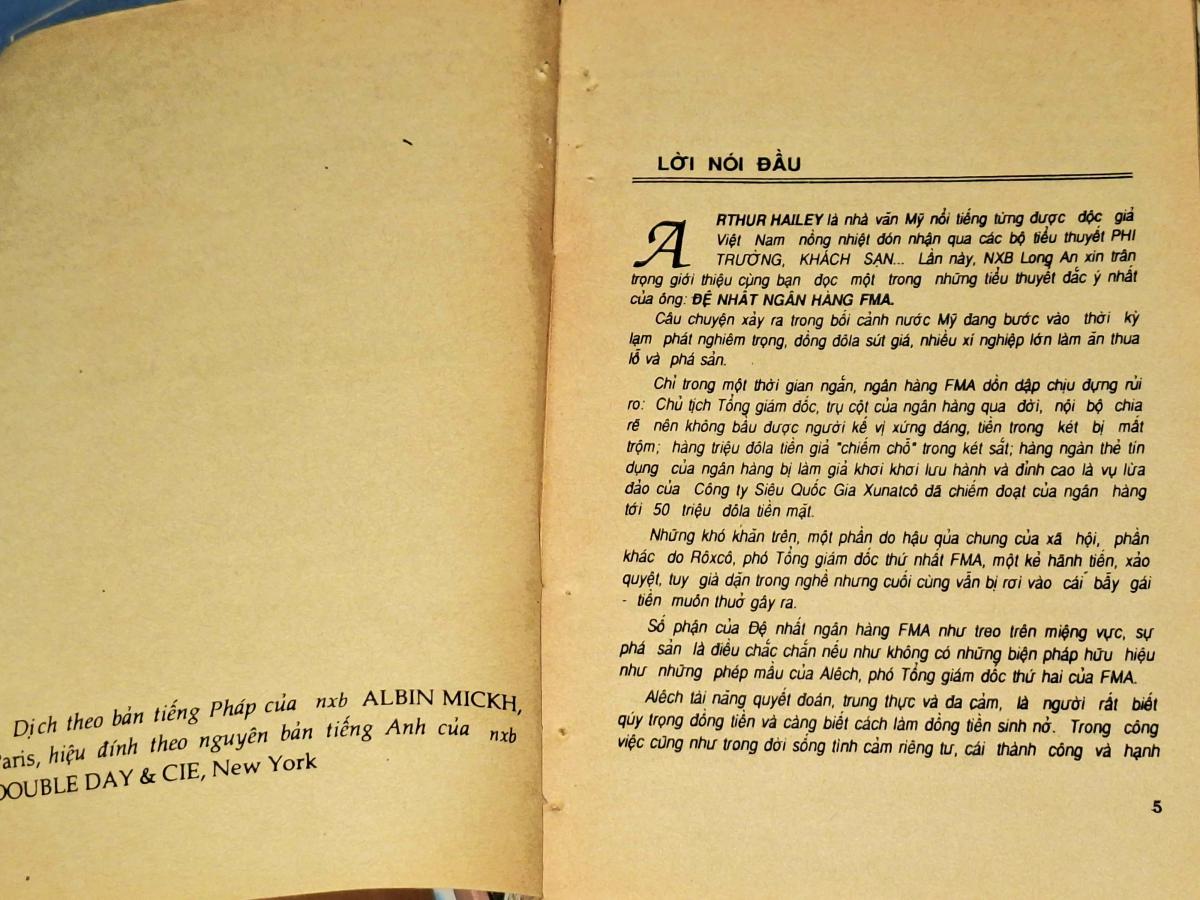 Dịch theo bản tiếng Pháp của nxb ALBIN MICKH,
Paris, hiệu đính theo nguyên bản tiếng Anh của nxb
DOUBLE DAY & CIE, New York
LỜI NÓI ĐẦU
ARTHUR HAILEY là nhà văn Mỹ nổi tiếng từng được độc giả
Việt Nam nồng nhiệt đón nhận qua các bộ tiểu thuyết PHI
TRƯỜNG, KHÁCH SẠN... Lần này, NXB Long An xin trân
trọng giới thiệu cùng bạn đọc một trong những tiểu thuyết đắc ý nhất
của ông: ĐỆ NHẤT NGÂN HÀNG FMA.
Câu chuyện xảy ra trong bối cảnh nước Mỹ đang bước vào thời kỳ
lạm phát nghiêm trọng, đồng đôla sút giá, nhiều xí nghiệp lớn làm ăn thua
lỗ và phá sản.
Chỉ trong một thời gian ngắn, ngân hàng FMA dồn dập chịu đựng rủi
ro: Chủ tịch Tổng giám đốc, trụ cột của ngân hàng qua đời, nội bộ chia
rẽ nên không bầu được người kế vị xứng đáng, tiền trong két bị mất
trộm; hàng triệu đôla tiền giả "chiếm chỗ" trong két sắt; hàng ngàn thẻ tín
dụng của ngân hàng bị làm giả khơi khơi lưu hành và đỉnh cao là vụ lừa
đảo của Công ty Siêu Quốc Gia Xunatcô đã chiếm đoạt của ngân hàng
tới 50 triệu đôla tiền mặt.
Những khó khăn trên, một phần do hậu qủa chung của xã hội, phần
khác do Rôxcô, phó Tổng giám đốc thứ nhất FMA, một kẻ hãnh tiến, xảo
quyệt, tuy già dặn trong nghề nhưng cuối cùng vẫn bị rơi vào cái bẫy gái
- tiền muôn thuở gây ra.
Số phận của Đệ nhất ngân hàng FMA như treo trên miệng vực, sự
phá sản là điều chắc chắn nếu như không có những biện pháp hữu hiệu
như những phép mầu của Alêch, phó Tổng giám đốc thứ hai của FMA.
Alêch tài năng quyết đoán, trung thực và đa cảm, là người rất biết
qúy trọng đồng tiền và càng biết cách làm đồng tiền sinh nở. Trong công
việc cũng như trong đời sống tình cảm riêng tư, cái thành công và hạnh
5